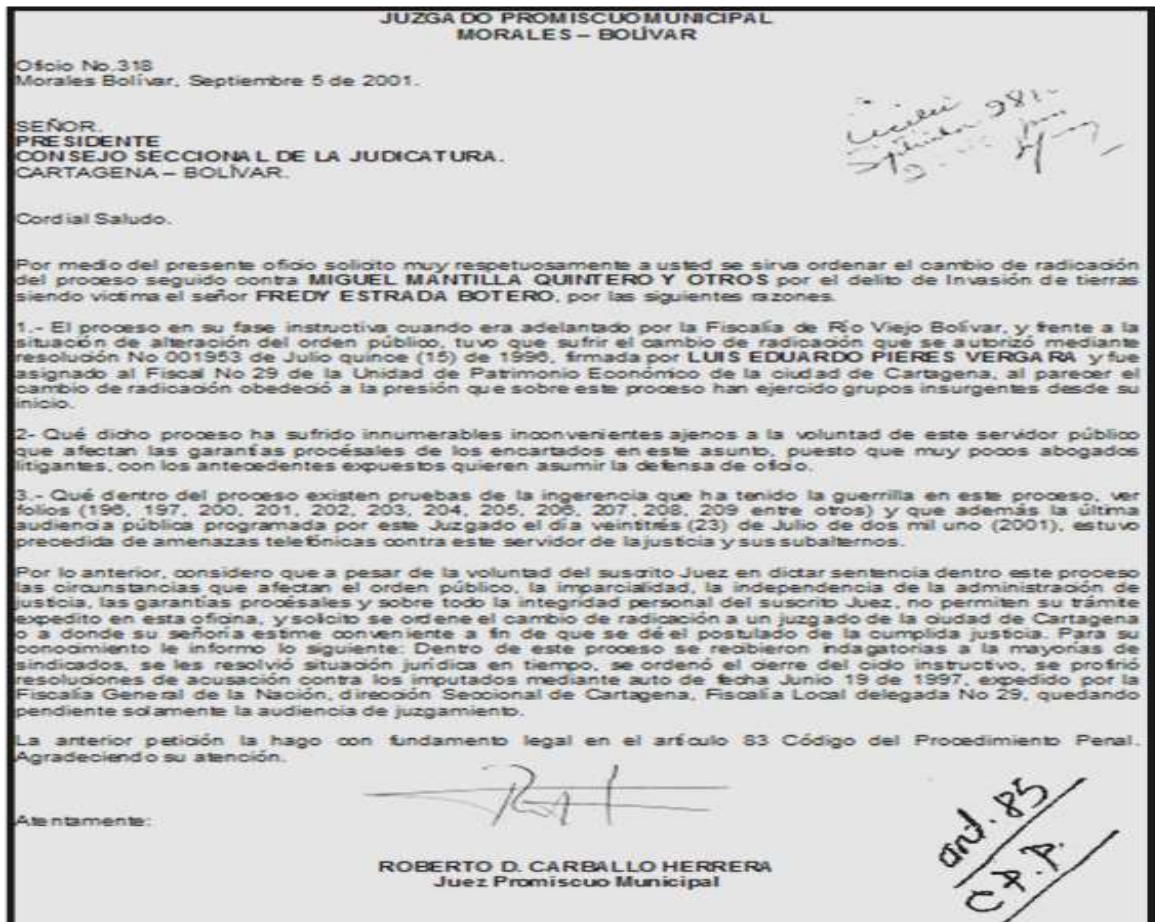 JUZGADO PROMISCUO MUNICIPAL
MORALES – BOLÍVAR
Oficio No.318
Morales Bolívar, Septiembre 5 de 2001.
SEÑOR.
PRESIDENTE
CONSEJO SECCIONAL DE LA JUDICATURA.
CARTAGENA – BOLÍVAR.
Cordial Saludo.
Por medio del presente oficio solicito muy respetuosamente a usted se sirva ordenar el cambio de radicación
del proceso seguido contra MIGUEL MANTILLA QUINTERO Y OTROS por el delito de Invasión de tierras
siendo victima el señor FREDY ESTRADA BOTERO, por las siguientes razones.
1.- El proceso en su fase instructiva cuando era adelantado por la Fiscalía de Río Viejo Bolívar, y frente a la
situación de alteración del orden público, tuvo que sufrir el cambio de radicación que se autorizó mediante
resolución No 001953 de Julio quince (15) de 1996, firmada por LUIS EDUARDO PIERES VERGARA y fue
asignado al Fiscal No 29 de la Unidad de Patrimonio Económico de la ciudad de Cartagena, al parecer el
cambio de radicación obedeció a la presión que sobre este proceso han ejercido grupos insurgentes desde su
inicio.
2- Qué dicho proceso ha sufrido innumerables inconvenientes ajenos a la voluntad de este servidor público
que afectan las garantías procésales de los encartados en este asunto, puesto que muy pocos abogados
litigantes, con los antecedentes expuestos quieren asumir la defensa de oficio.
3.- Qué dentro del proceso existen pruebas de la ingerencia que ha tenido la guerrilla en este proceso, ver
folios (196, 197, 200, 201, 202, 203, 204, 205, 206, 207, 208, 209 entre otros) y que además la última
audiencia pública programada por este Juzgado el día veintitrés (23) de Julio de dos mil uno (2001), estuvo
precedida de amenazas telefónicas contra este servidor de la justicia y sus subalternos.
Por lo anterior, considero que a pesar de la voluntad del suscrito Juez en dictar sentencia dentro este proceso
las circunstancias que afectan el orden público, la imparcialidad, la independencia de la administración de
justicia, las garantías procésales y sobre todo la integridad personal del suscrito Juez, no permiten su trámite
expedito en esta oficina, y solicito se ordene el cambio de radicación a un juzgado de la ciudad de Cartagena
o a donde su señoría estime conveniente a fin de que se dé el postulado de la cumplida justicia. Para su
conocimiento le informo lo siguiente: Dentro de este proceso se recibieron indagatorias a la mayorías de
sindicados, se les resolvió situación jurídica en tiempo, se ordenó el cierre del ciclo instructivo, se profirió
resoluciones de acusación contra los imputados mediante auto de fecha Junio 19 de 1997, expedido por la
Fiscalía General de la Nación, dirección Seccional de Cartagena, Fiscalía Local delegada No 29, quedando
pendiente solamente la audiencia de juzgamiento.
La anterior petición la hago con fundamento legal en el artículo 83 Código del Procedimiento Penal.
Agradeciendo su atención.
Atentamente:
ROBERTO D. CARBALLO HERRERA
Juez Promiscuo Municipal
art. 85
C.P.P.